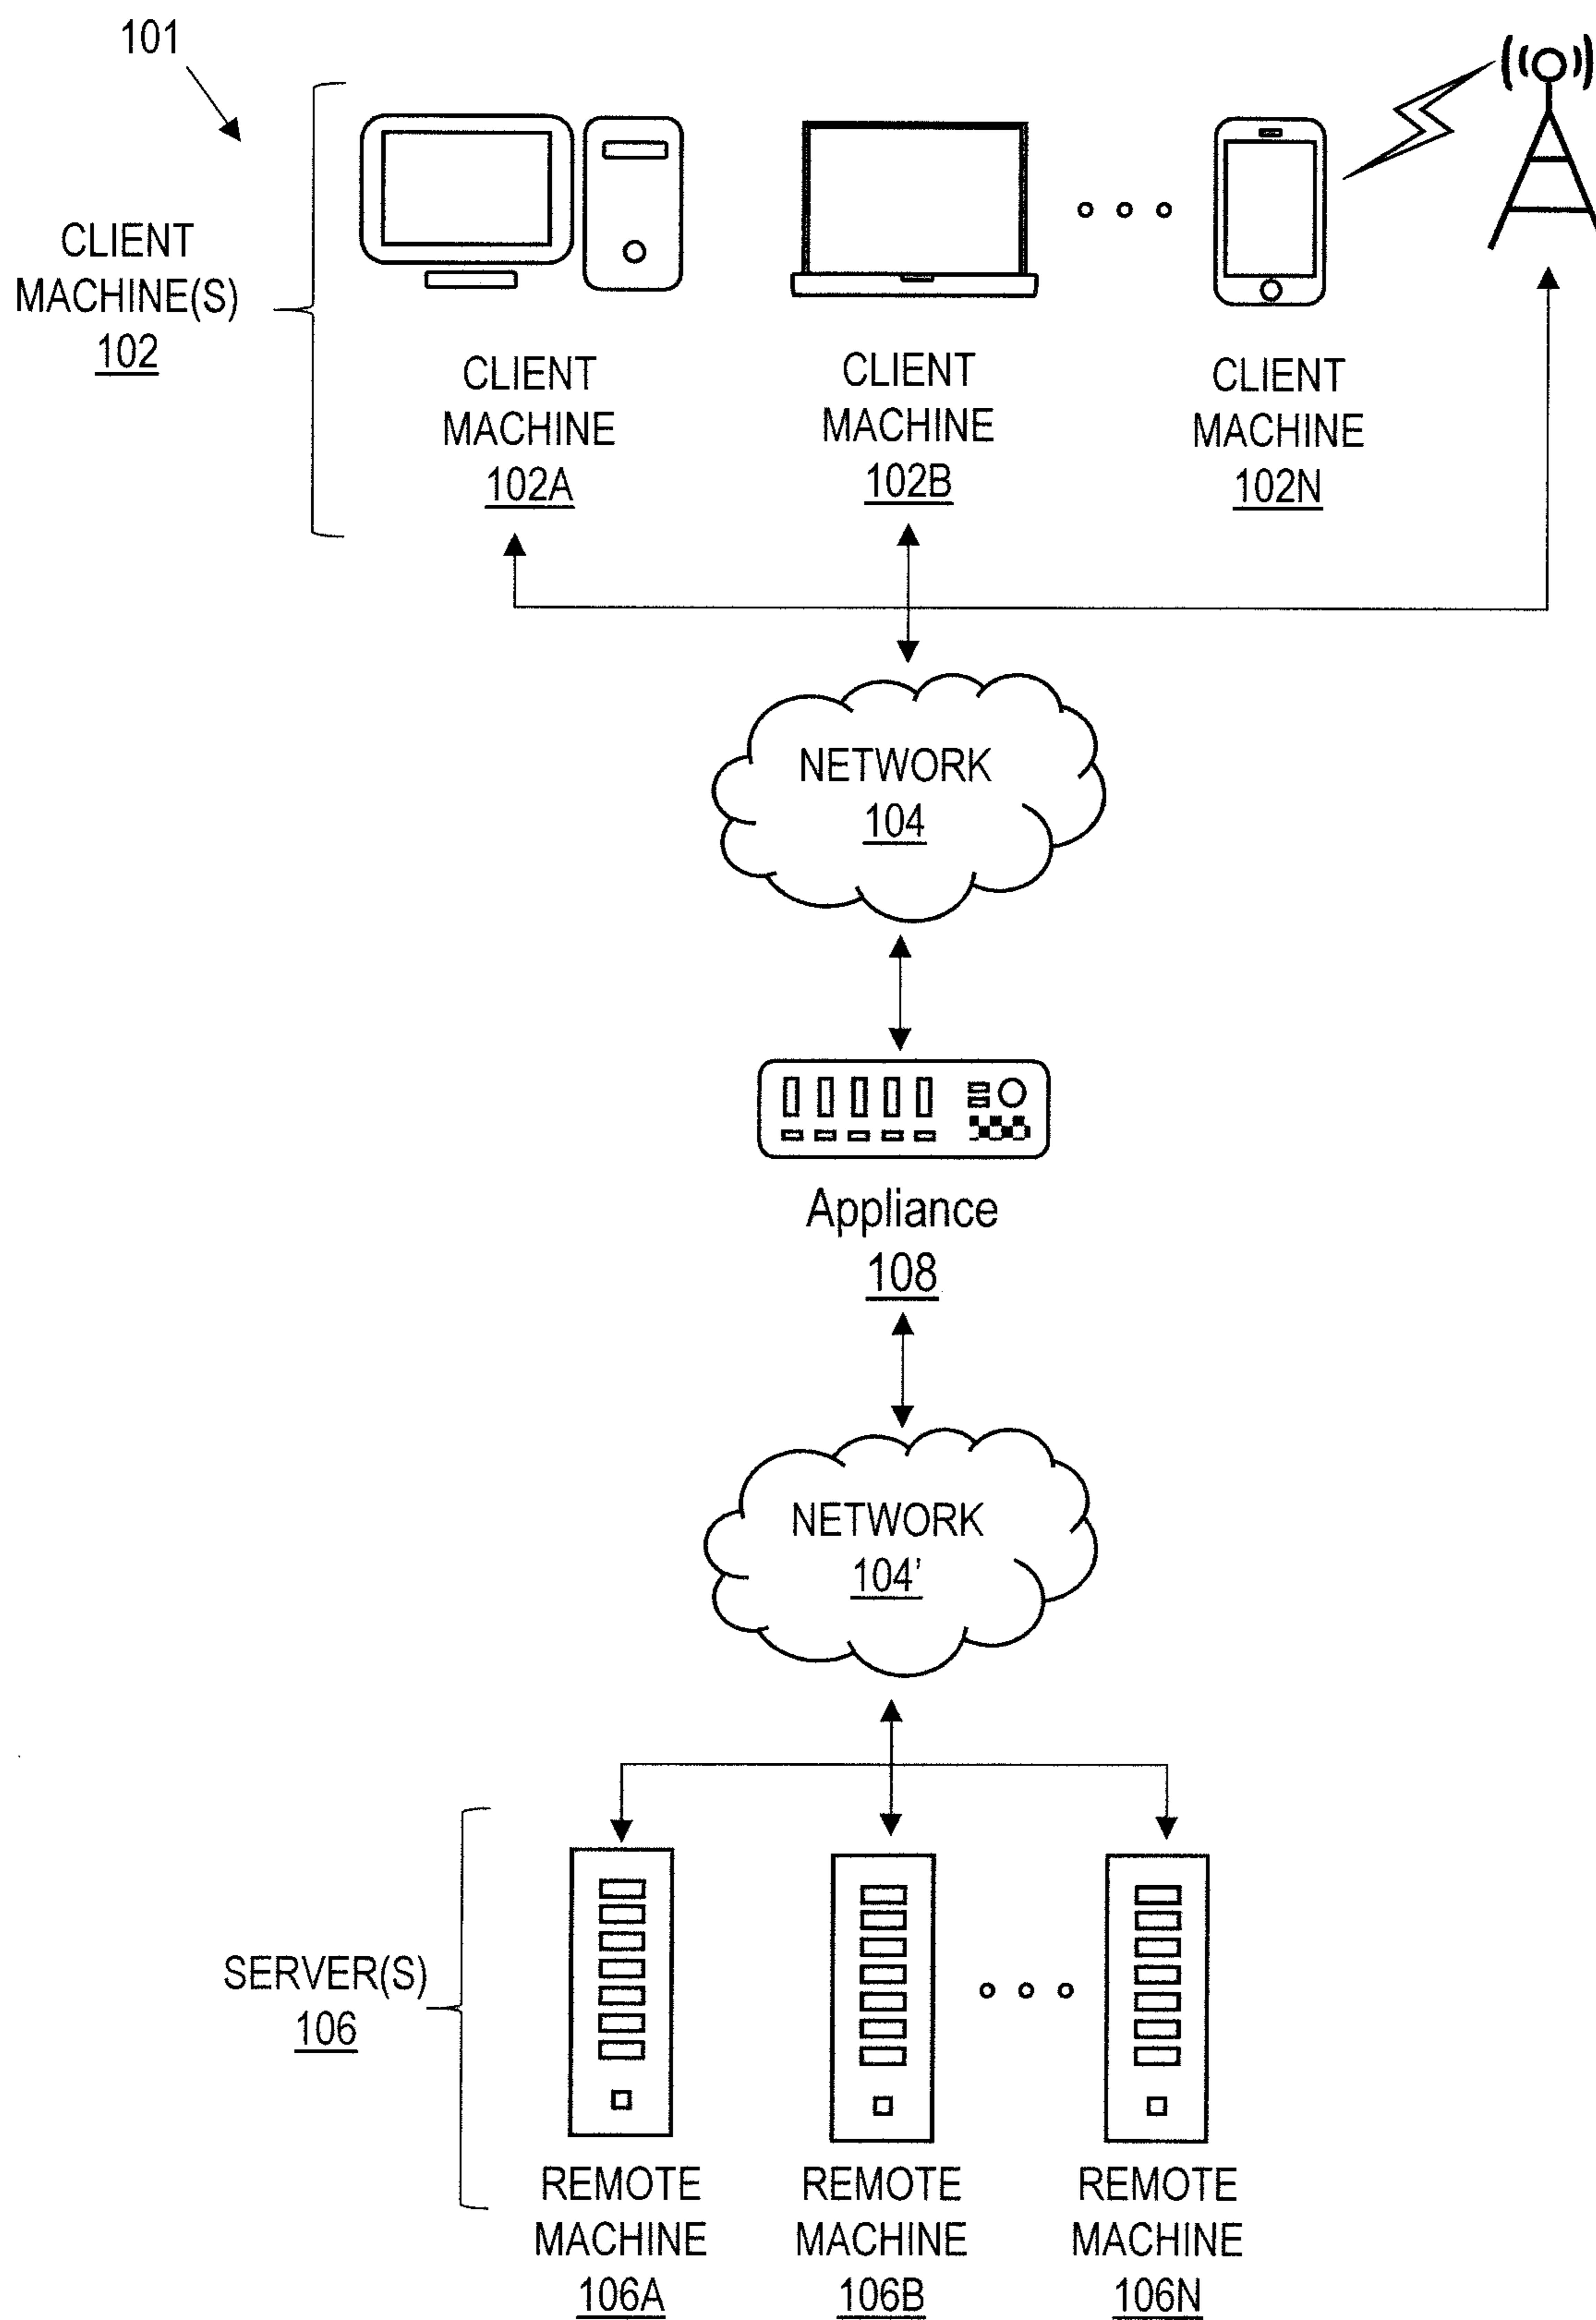 101
CLIENT
MACHINE(S)
102
CLIENT
MACHINE
102A
CLIENT
MACHINE
102B
CLIENT
MACHINE
102N
NETWORK
104
Appliance
108
NETWORK
104'
SERVER(S)
106
REMOTE
MACHINE
106A
REMOTE
MACHINE
106B
REMOTE
MACHINE
106N